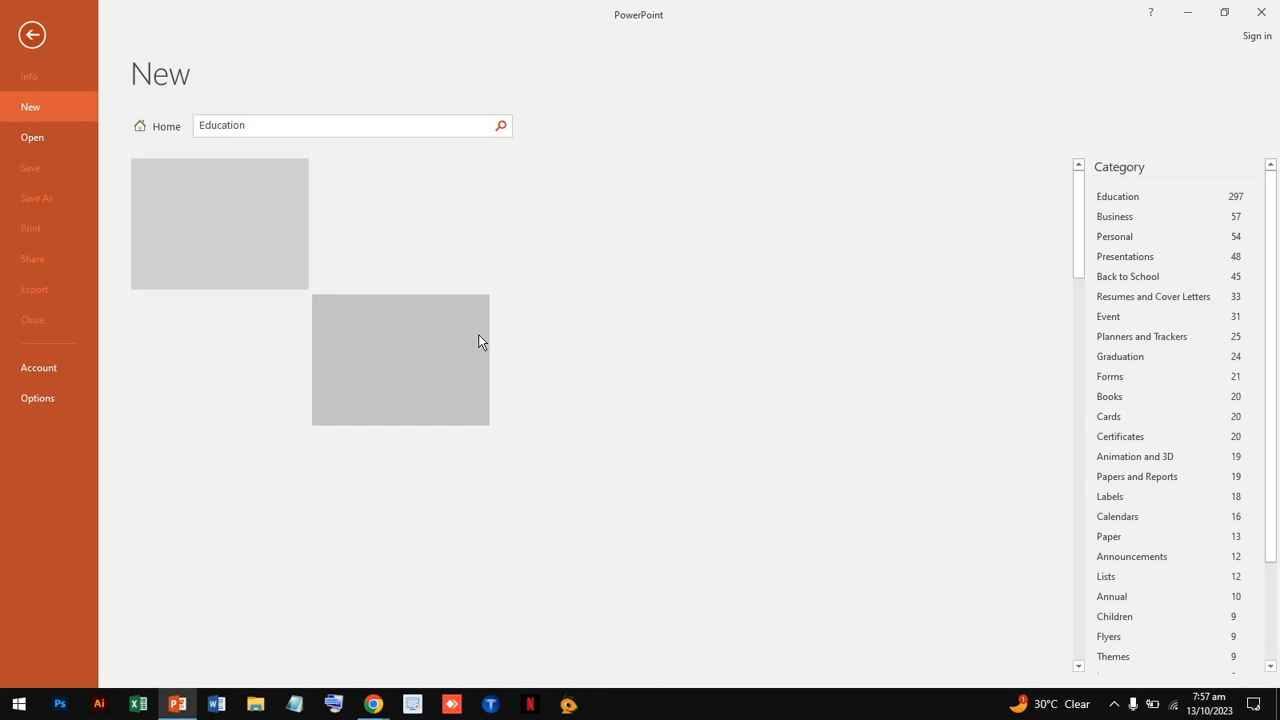 PowerPoint
?
Sign in
Info
New
Open
Save
Save As
Print
Share
Export
Close
Account
Options
New
Home
Education
Category
Education 297
Business 57
Personal 54
Presentations 48
Back to School 45
Resumes and Cover Letters 33
Event 31
Planners and Trackers 25
Graduation 24
Forms 21
Books 20
Cards 20
Certificates 20
Animation and 3D 19
Papers and Reports 19
Labels 18
Calendars 16
Paper 13
Announcements 12
Lists 12
Annual 10
Children 9
Flyers 9
Themes 9
Ps
Ai
1
30°C Clear
7:57 am
13/10/2023